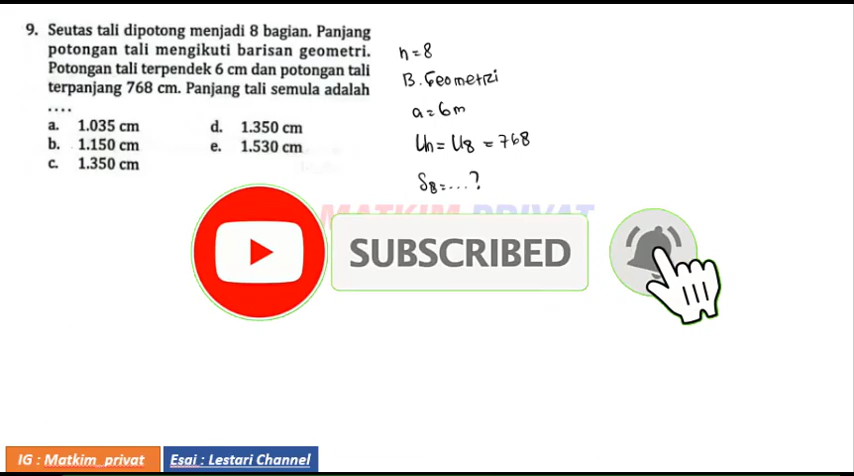 9. Seutas tali dipotong menjadi 8 bagian. Panjang
potongan tali mengikuti barisan geometri.
Potongan tali terpendek 6 cm dan potongan tali
terpanjang 768 cm. Panjang tali semula adalah
....
a. 1.035 cm d. 1.350 cm
b. 1.150 cm e. 1.530 cm
c. 1.350 cm
n=8
B. Geometri
a=6m
Un= U8 = 768
S8=...?
MATKIM PRIVAT
SUBSCRIBED
IG : Matkim_privat
Esai : Lestari Channel